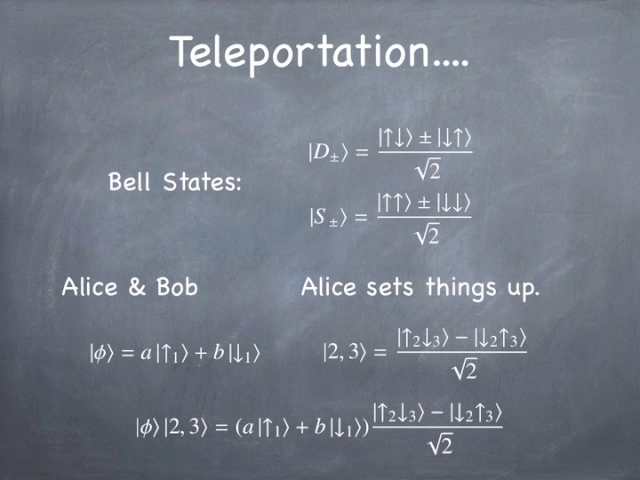 Teleportation....
Bell States:
|D±⟩ = |↑↓⟩ ± |↓↑⟩ / √2
|S±⟩ = |↑↑⟩ ± |↓↓⟩ / √2
Alice & Bob
Alice sets things up.
|ϕ⟩ = a|↑₁⟩ + b|↓₁⟩
|2,3⟩ = |↑₂↓₃⟩ − |↓₂↑₃⟩ / √2
|ϕ⟩|2,3⟩ = (a|↑₁⟩ + b|↓₁⟩) |↑₂↓₃⟩ − |↓₂↑₃⟩ / √2